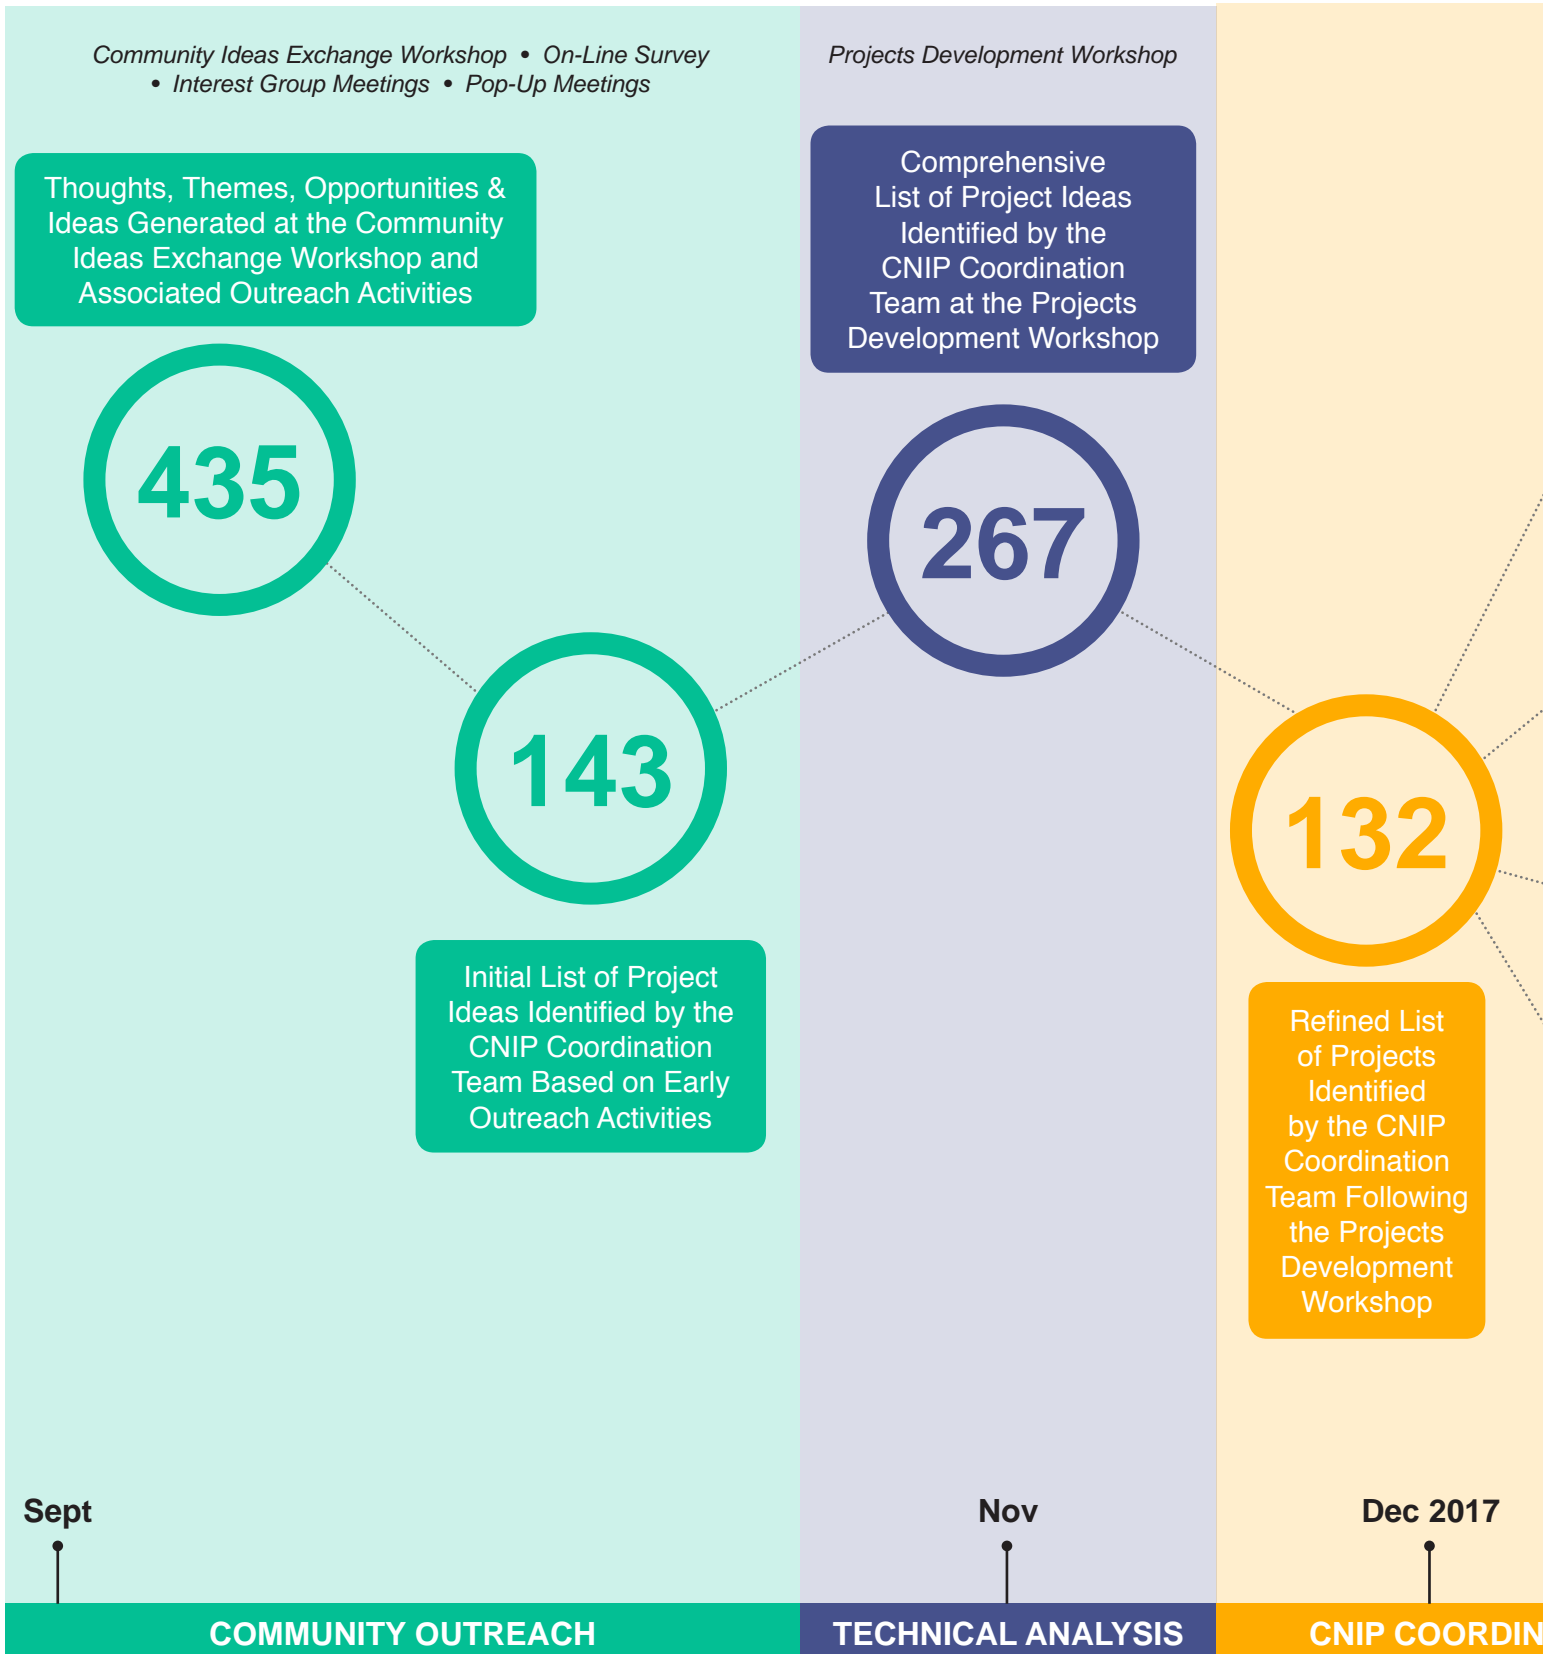 Community Ideas Exchange Workshop • On-Line Survey
• Interest Group Meetings • Pop-Up Meetings
Thoughts, Themes, Opportunities &
Ideas Generated at the Community
Ideas Exchange Workshop and
Associated Outreach Activities
435
143
Initial List of Project
Ideas Identified by the
CNIP Coordination
Team Based on Early
Outreach Activities
Projects Development Workshop
Comprehensive
List of Project Ideas
Identified by the
CNIP Coordination
Team at the Projects
Development Workshop
267
132
Refined List
of Projects
Identified
by the CNIP
Coordination
Team Following
the Projects
Development
Workshop
Sept
Nov
Dec 2017
COMMUNITY OUTREACH
TECHNICAL ANALYSIS
CNIP COORDIN